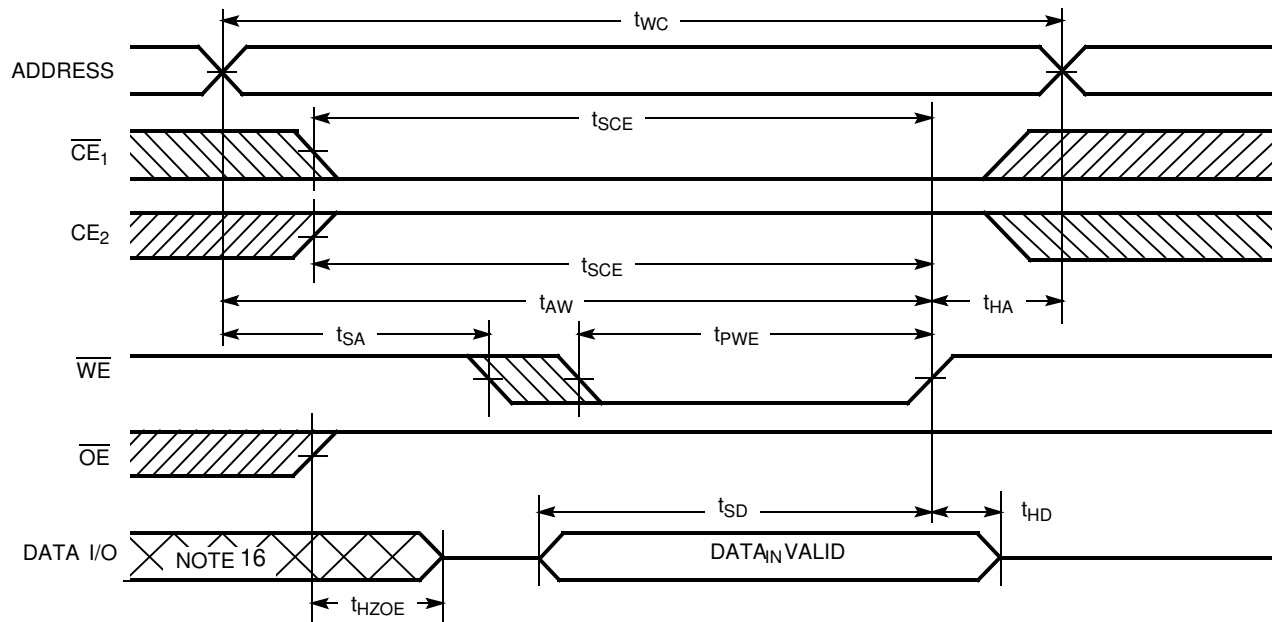 tWC
ADDRESS
tSCE
CE1
CE2
tSCE
tAW
tHA
tSA
tPWE
WE
OE
tSD
tHD
DATA I/O
NOTE 16
DATAIN VALID
tHZOE